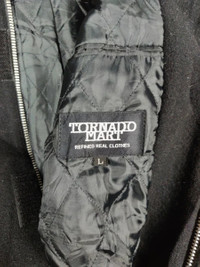 TORNADO
MART
REFINED REAL CLOTHES
L